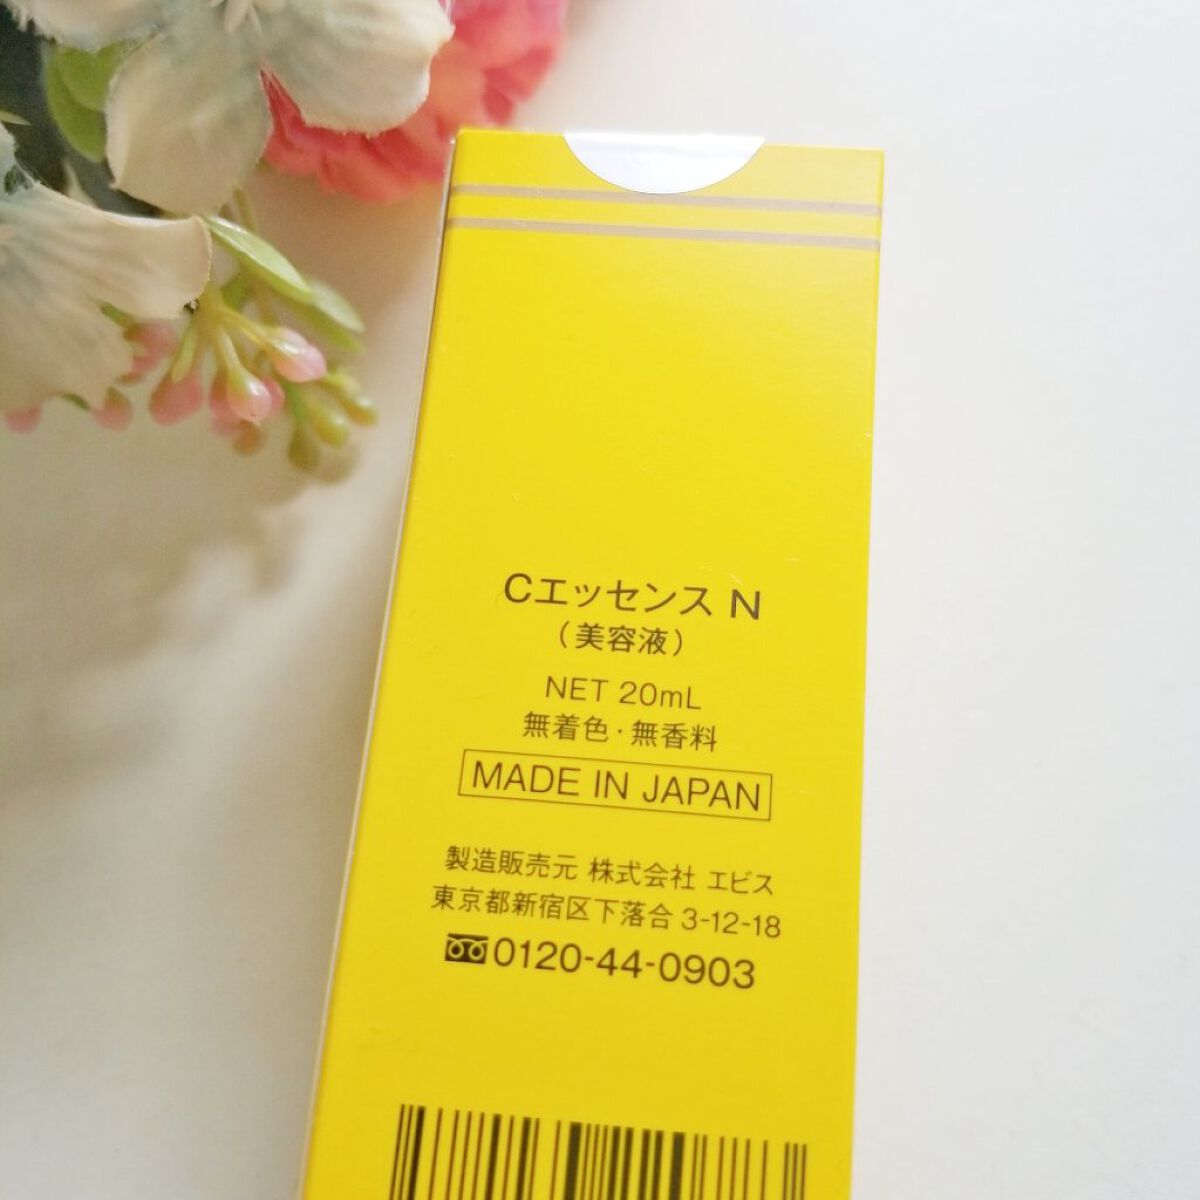 CエッセンスN
（美容液）
NET 20mL
無着色・無香料
MADE IN JAPAN
製造販売元 株式会社 エビス
東京都新宿区下落合 3-12-18
0120-44-0903